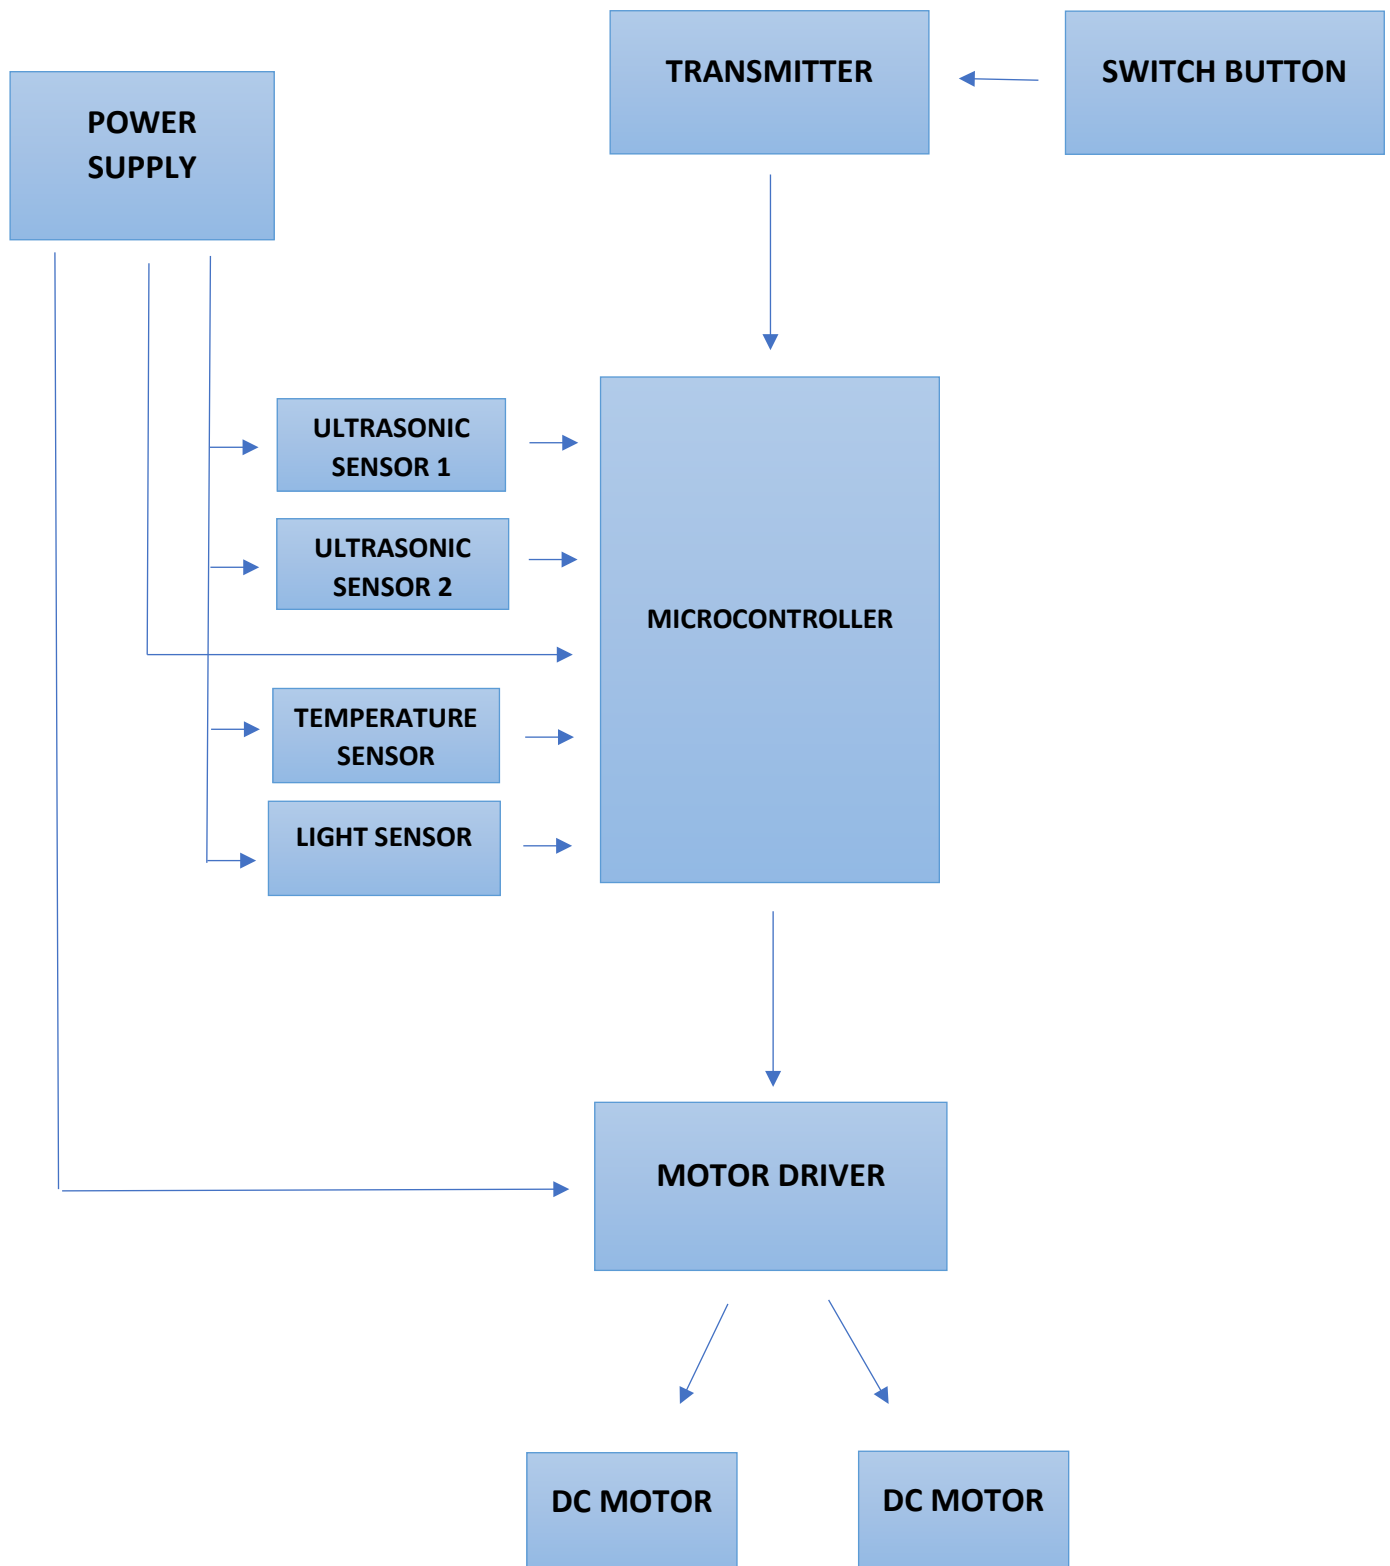 TRANSMITTER
SWITCH BUTTON
POWER
SUPPLY
ULTRASONIC
SENSOR 1
ULTRASONIC
SENSOR 2
MICROCONTROLLER
TEMPERATURE
SENSOR
LIGHT SENSOR
MOTOR DRIVER
DC MOTOR
DC MOTOR